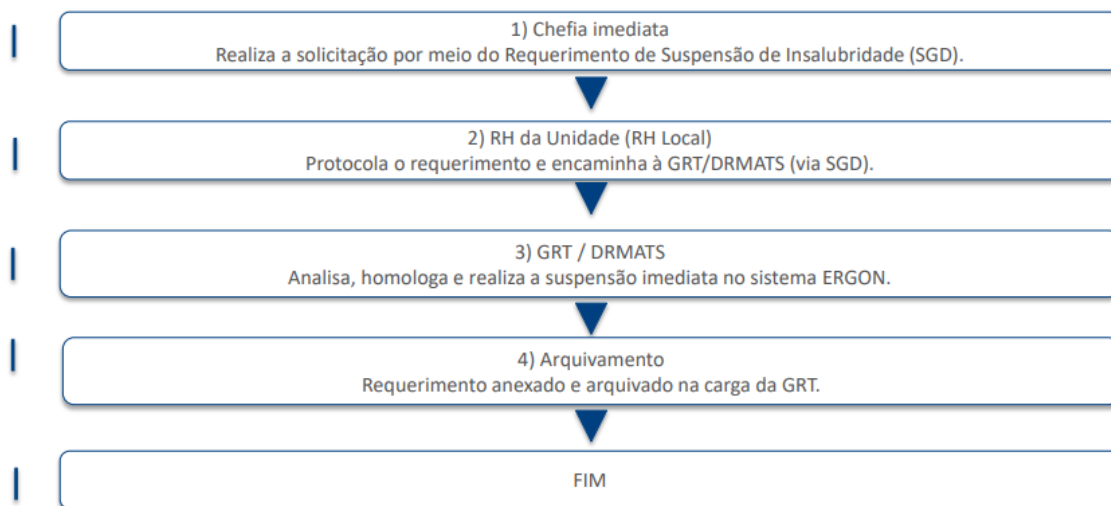 1) Chefia imediata
Realiza a solicitação por meio do Requerimento de Suspensão de Insalubridade (SGD).
2) RH da Unidade (RH Local)
Protocola o requerimento e encaminha à GRT/DRMATS (via SGD).
3) GRT / DRMATS
Analisa, homologa e realiza a suspensão imediata no sistema ERGON.
4) Arquivamento
Requerimento anexado e arquivado na carga da GRT.
FIM